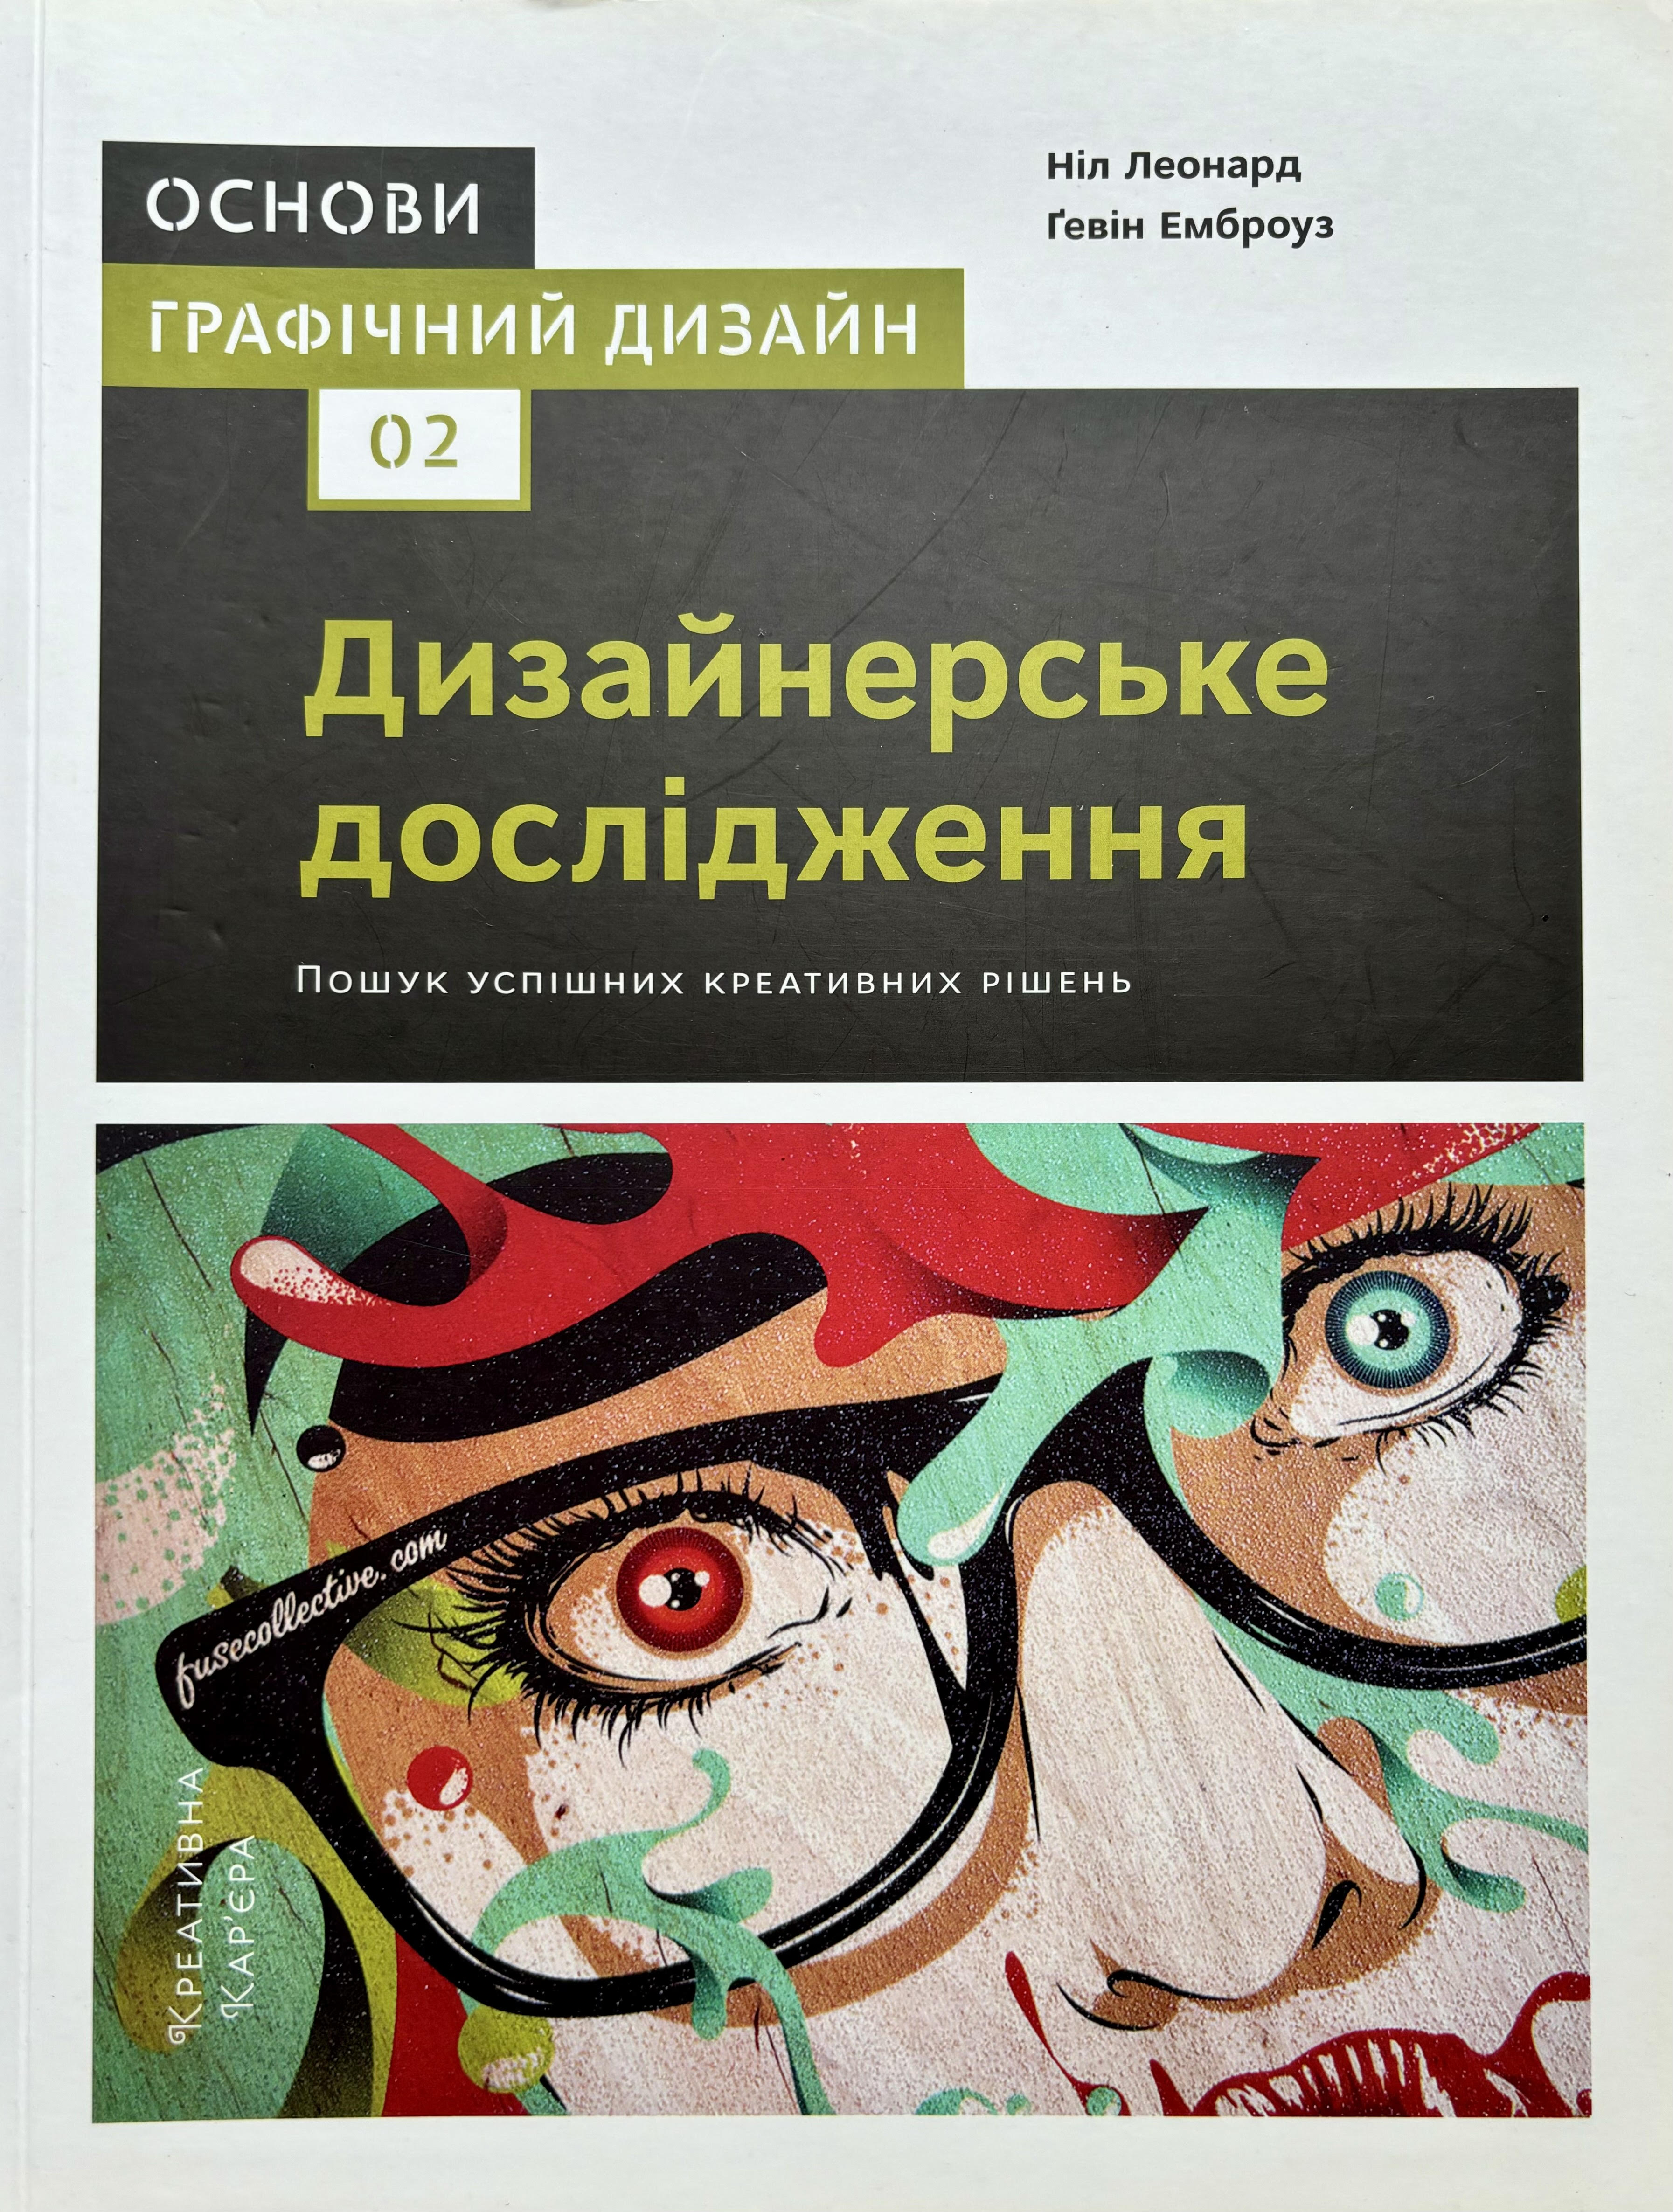 ОСНОВИ
Ніл Леонард
Ґевін Емброуз
ГРАФІЧНИЙ ДИЗАЙН
02
Дизайнерське
дослідження
Пошук успішних креативних рішень
fusecollective.com
Креативна
Кар'єра